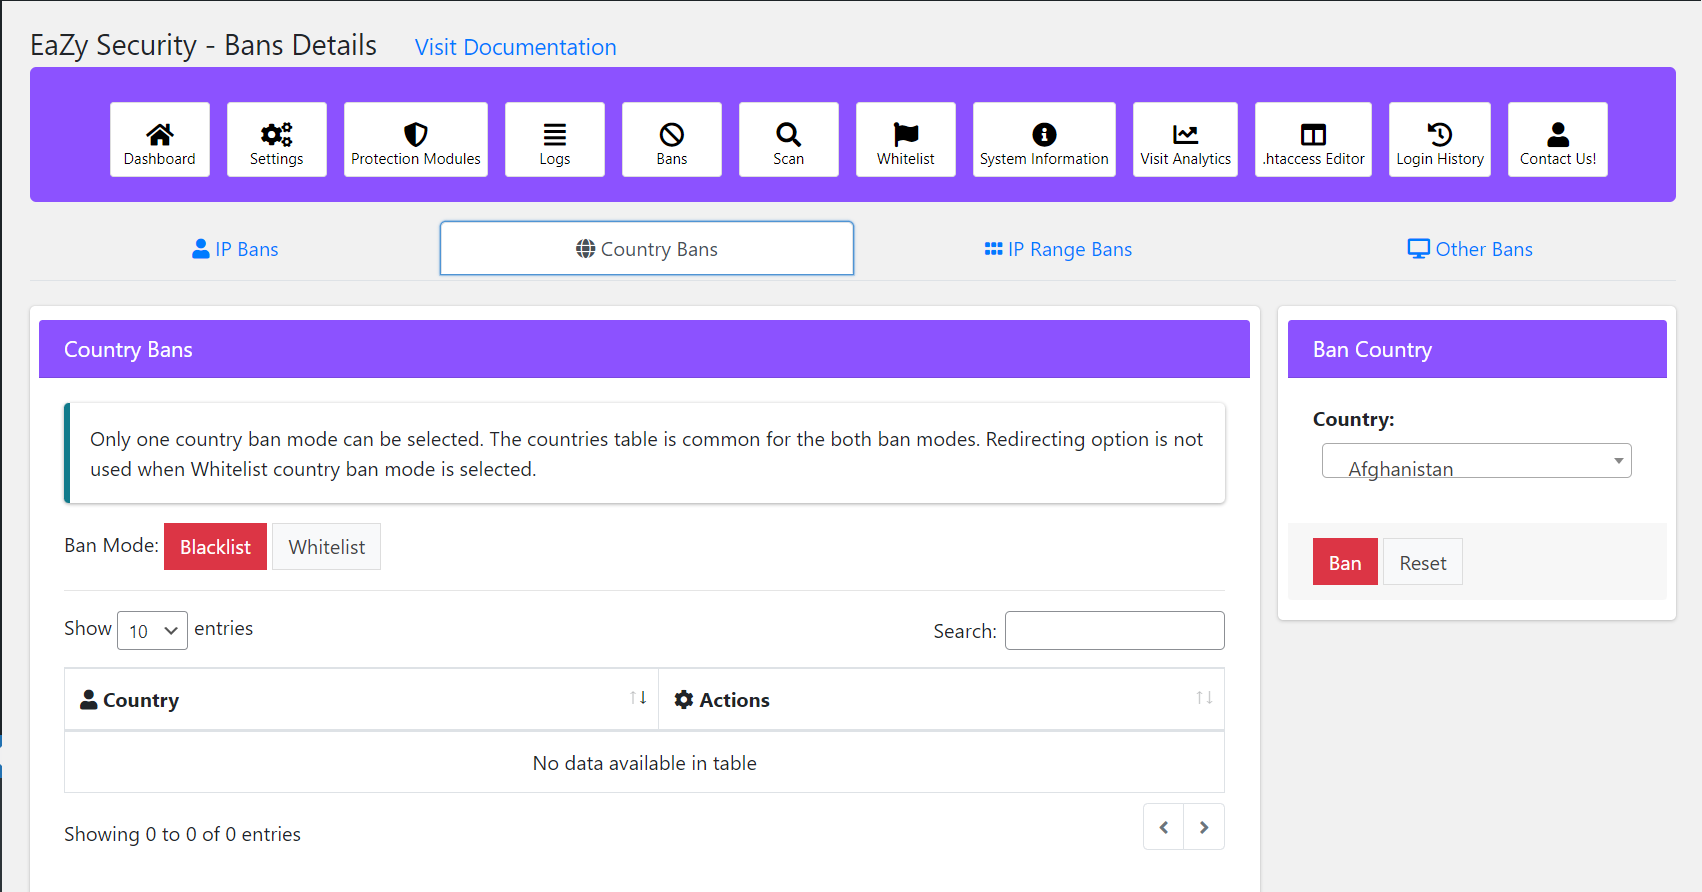 EaZy Security - Bans Details Visit Documentation
Dashboard Settings Protection Modules Logs Bans Scan Whitelist System Information Visit Analytics .htaccess Editor Login History Contact Us!
IP Bans Country Bans IP Range Bans Other Bans
Country Bans
Only one country ban mode can be selected. The countries table is common for the both ban modes. Redirecting option is not
used when Whitelist country ban mode is selected.
Ban Mode: Blacklist Whitelist
Show 10 entries Search:
Country Actions
No data available in table
Showing 0 to 0 of 0 entries
Ban Country
Country:
Afghanistan
Ban Reset